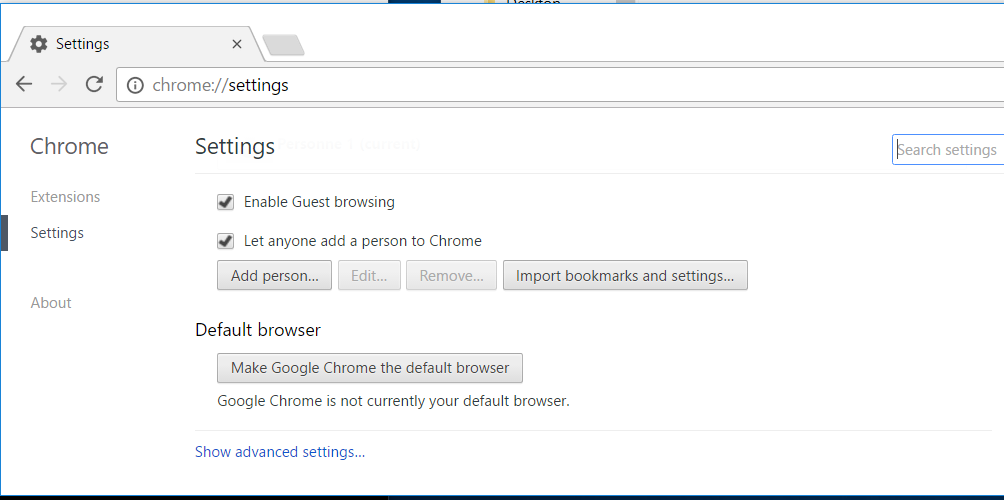 Desktop
Settings
chrome://settings
Chrome
Settings
Search settings
Extensions
Enable Guest browsing
Settings
Let anyone add a person to Chrome
Add person... Edit... Remove... Import bookmarks and settings...
About
Default browser
Make Google Chrome the default browser
Google Chrome is not currently your default browser.
Show advanced settings...